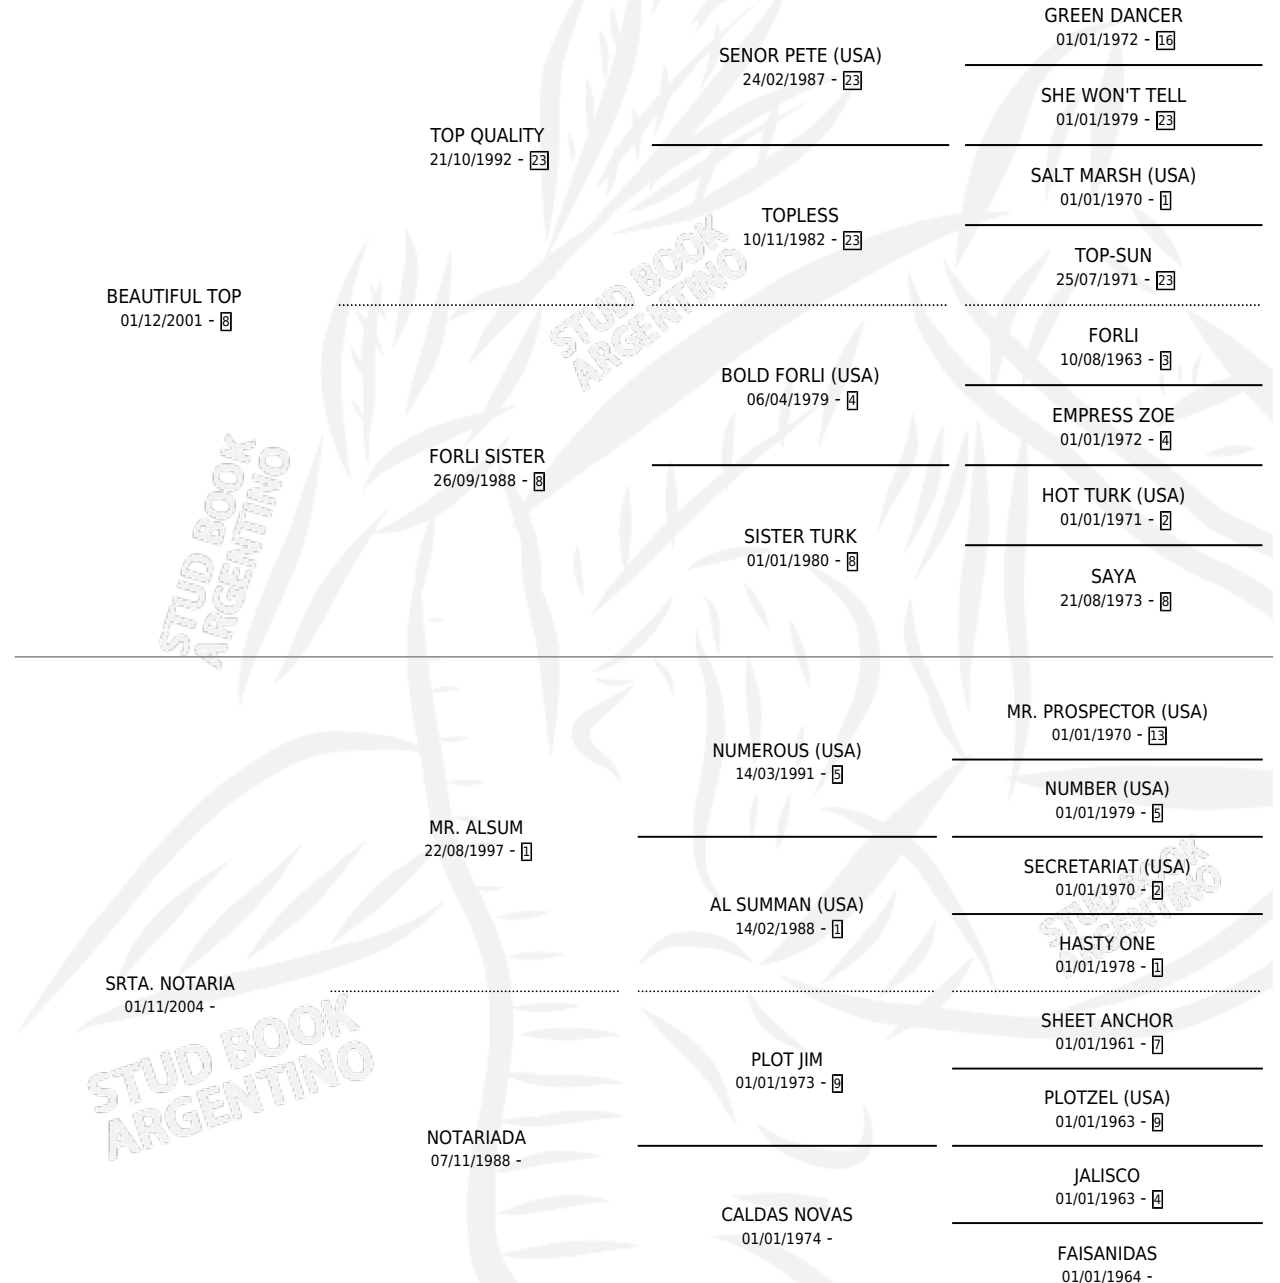 GREEN DANCER
01/01/1972 - 16
SENOR PETE (USA)
24/02/1987 - 23
SHE WON'T TELL
01/01/1979 - 23
TOP QUALITY
21/10/1992 - 23
SALT MARSH (USA)
01/01/1970 - 1
TOPLESS
10/11/1982 - 23
TOP-SUN
25/07/1971 - 23
BEAUTIFUL TOP
01/12/2001 - 8
FORLI
10/08/1963 - 3
BOLD FORLI (USA)
06/04/1979 - 4
EMPRESS ZOE
01/01/1972 - 4
FORLI SISTER
26/09/1988 - 8
HOT TURK (USA)
01/01/1971 - 2
SISTER TURK
01/01/1980 - 8
SAYA
21/08/1973 - 8
STUD BOOK
ARGENTINO
STUD BOOK
ARGENTINO
MR. PROSPECTOR (USA)
01/01/1970 - 13
NUMEROUS (USA)
14/03/1991 - 5
NUMBER (USA)
01/01/1979 - 5
MR. ALSUM
22/08/1997 - 1
SECRETARIAT (USA)
01/01/1970 - 2
AL SUMMAN (USA)
14/02/1988 - 1
HASTY ONE
01/01/1978 - 1
STUD BOOK
ARGENTINO
SRTA. NOTARIA
01/11/2004 -
SHEET ANCHOR
01/01/1961 - 7
PLOT JIM
01/01/1973 - 9
PLOTZEL (USA)
01/01/1963 - 9
STUD BOOK
ARGENTINO
NOTARIADA
07/11/1988 -
JALISCO
01/01/1963 - 4
CALDAS NOVAS
01/01/1974 -
FAISANIDAS
01/01/1964 -